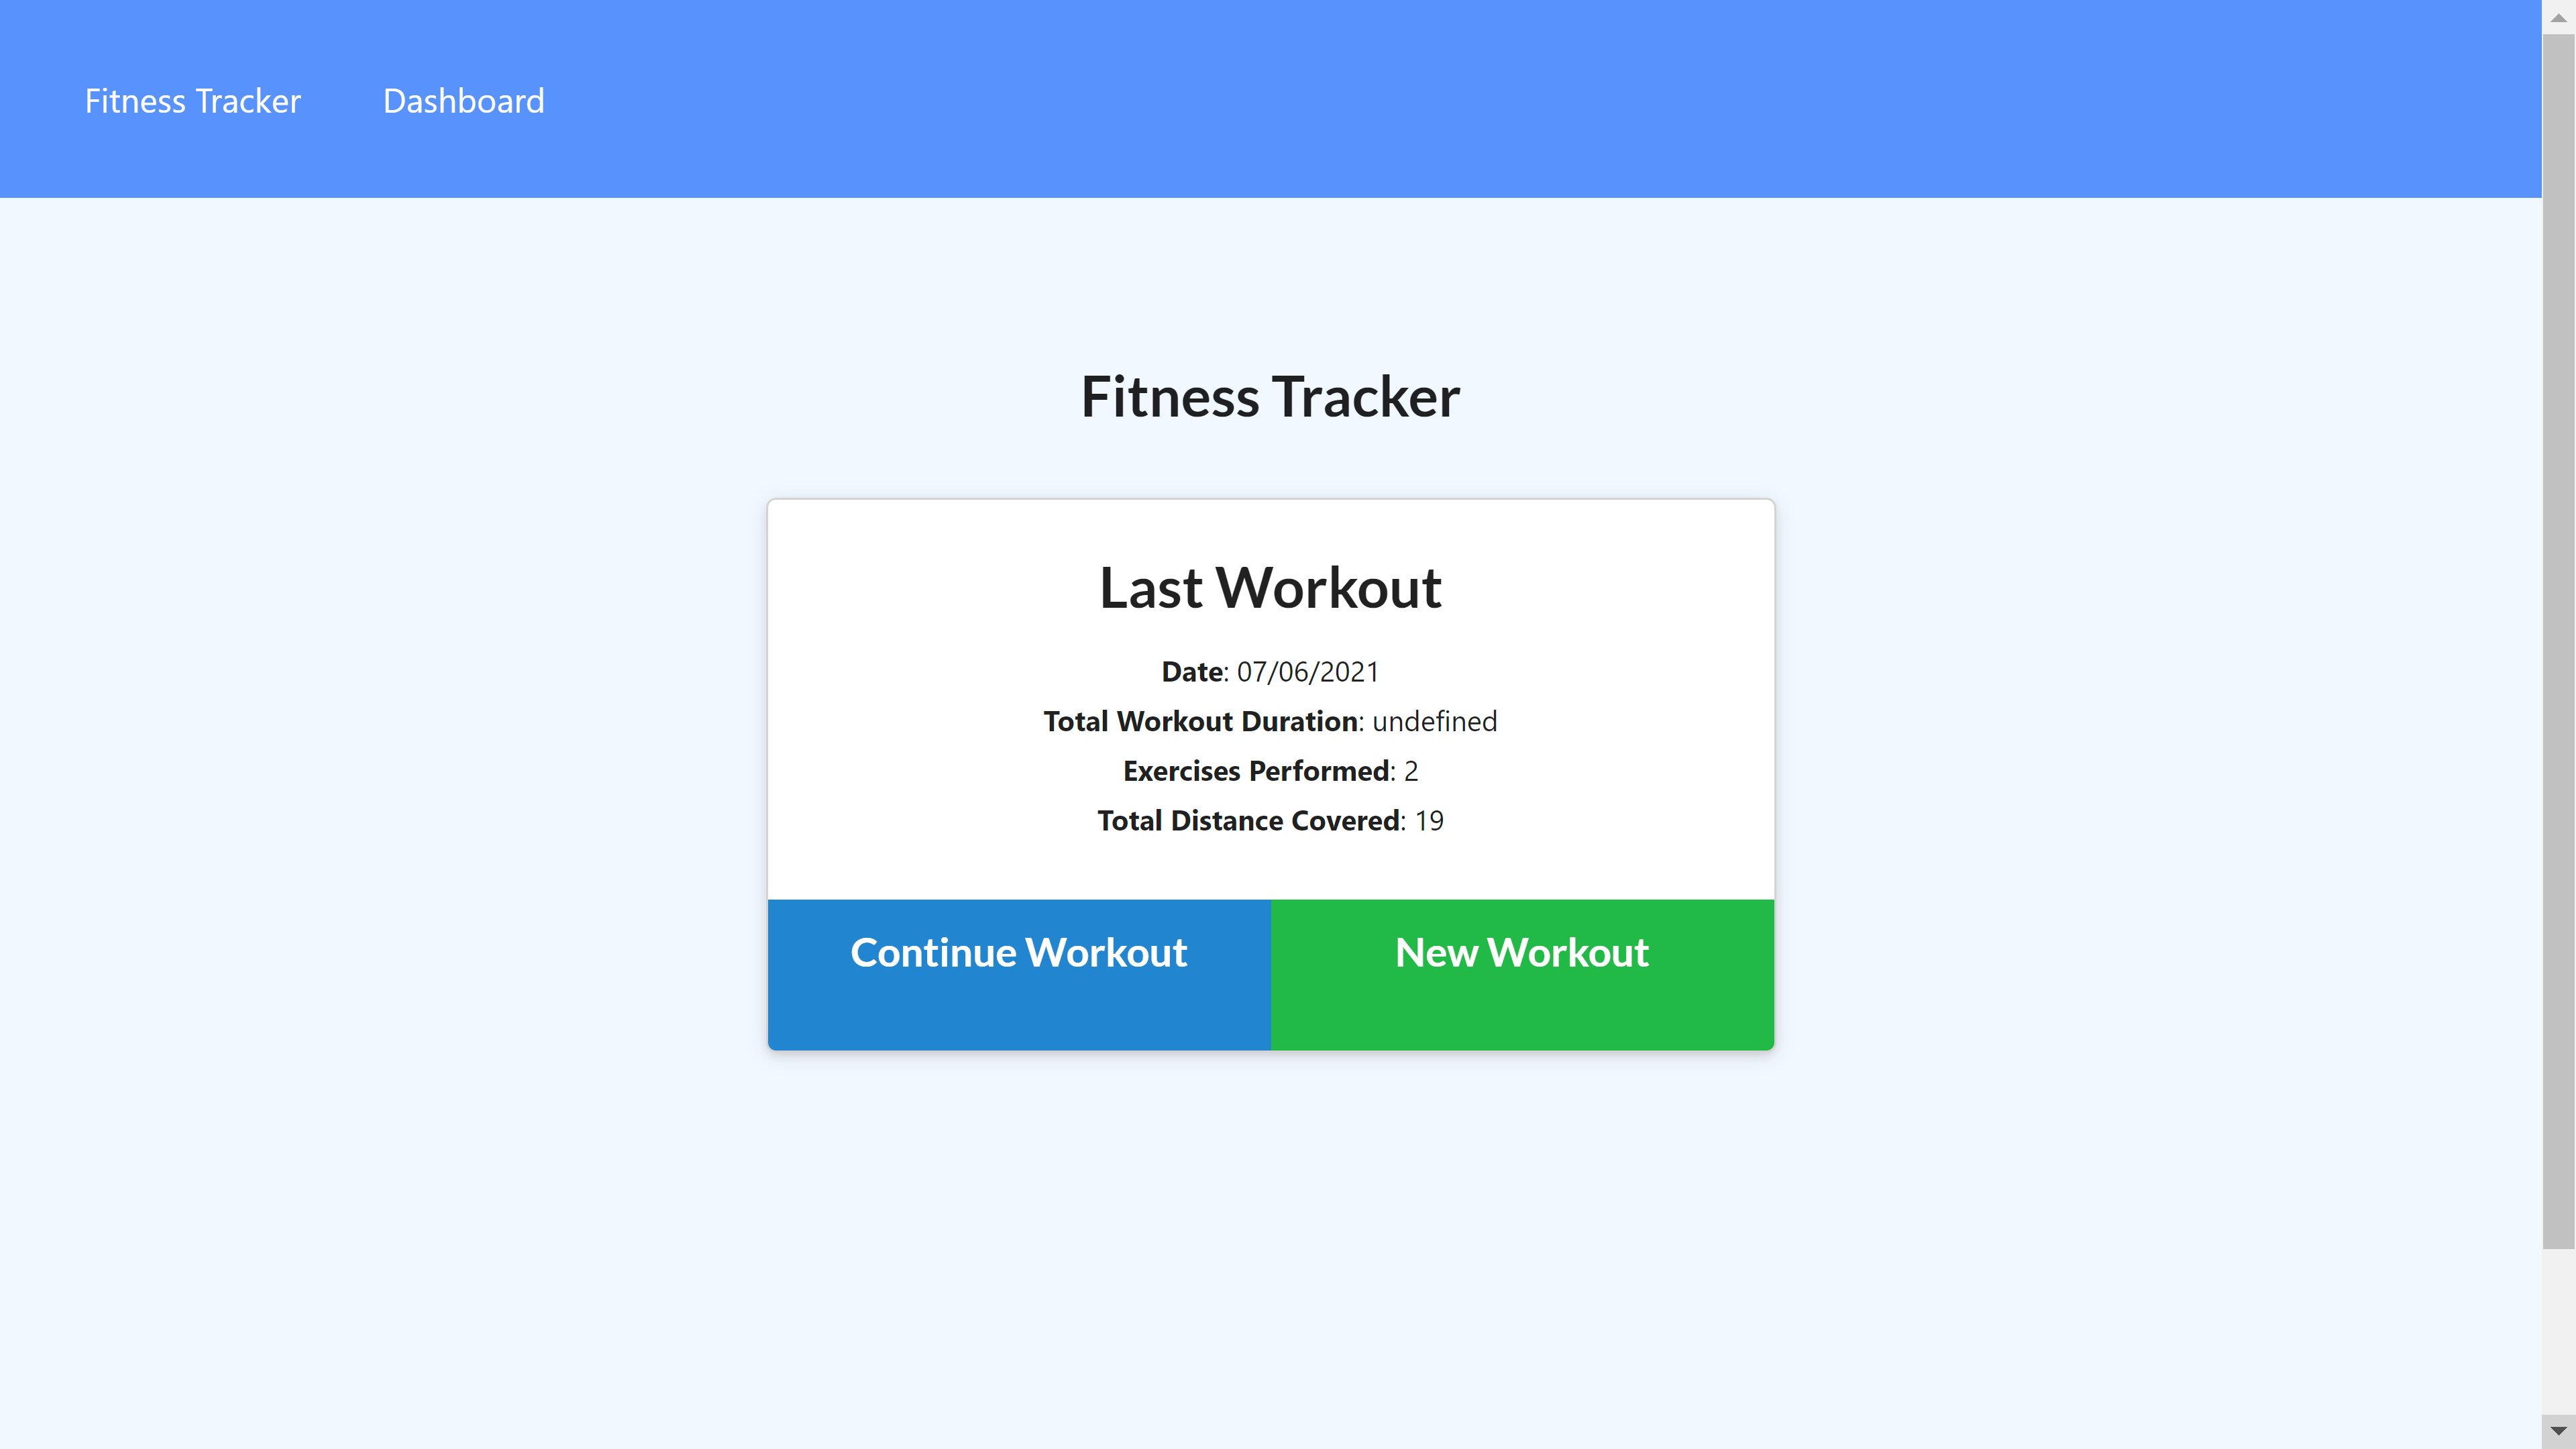 Fitness Tracker Dashboard
Fitness Tracker
Last Workout
Date: 07/06/2021
Total Workout Duration: undefined
Exercises Performed: 2
Total Distance Covered: 19
Continue Workout New Workout